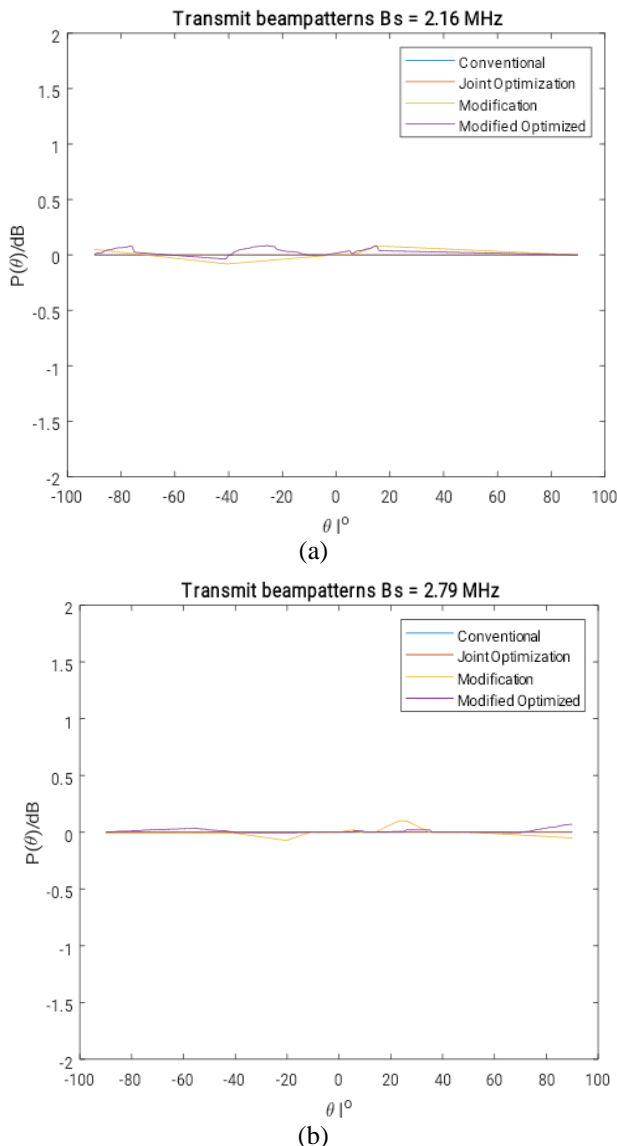 Transmit beampatterns Bs = 2.16 MHz
Conventional
Joint Optimization
Modification
Modified Optimized
2
1.5
1
0.5
0
-0.5
-1
-1.5
-2
P(θ)/dB
-100 -80 -60 -40 -20 0 20 40 60 80 100
θ |º
(a)
Transmit beampatterns Bs = 2.79 MHz
Conventional
Joint Optimization
Modification
Modified Optimized
2
1.5
1
0.5
0
-0.5
-1
-1.5
-2
P(θ)/dB
-100 -80 -60 -40 -20 0 20 40 60 80 100
θ |º
(b)